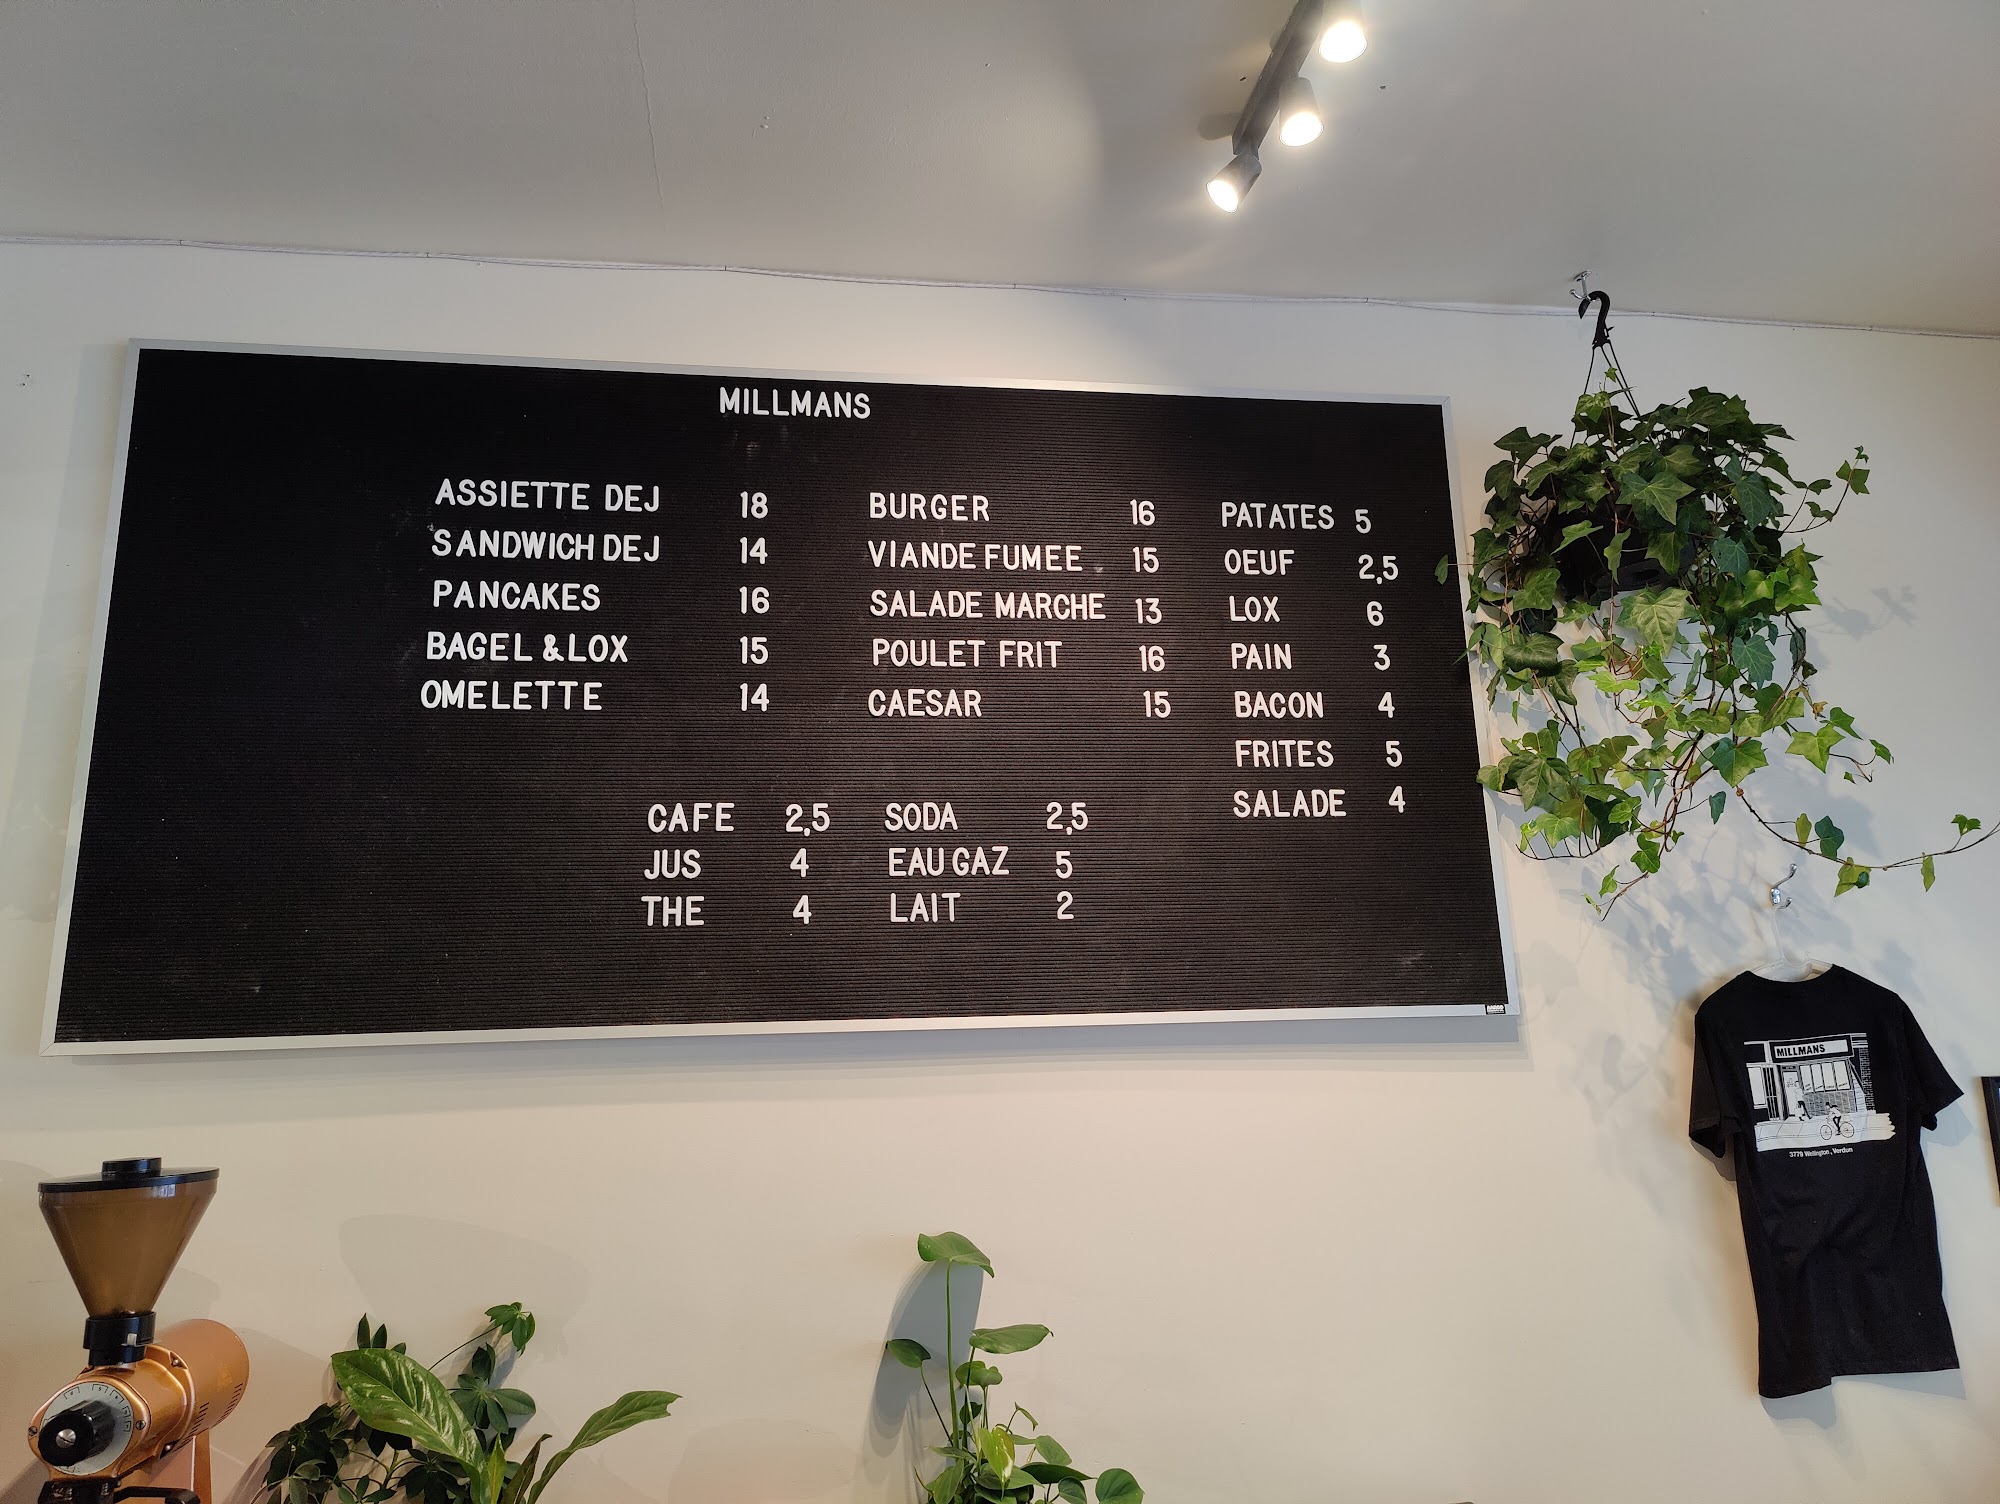 MILLMANS
ASSIETTE DEJ 18
SANDWICH DEJ 14
PANCAKES 16
BAGEL & LOX 15
OMELETTE 14
BURGER 16
VIANDE FUMEE 15
SALADE MARCHE 13
POULET FRIT 16
CAESAR 15
PATATES 5
OEUF 2,5
LOX 6
PAIN 3
BACON 4
FRITES 5
SALADE 4
CAFE 2,5
JUS 4
THE 4
SODA 2,5
EAU GAZ 5
LAIT 2
MILLMANS
3779 Wellington, Verdun